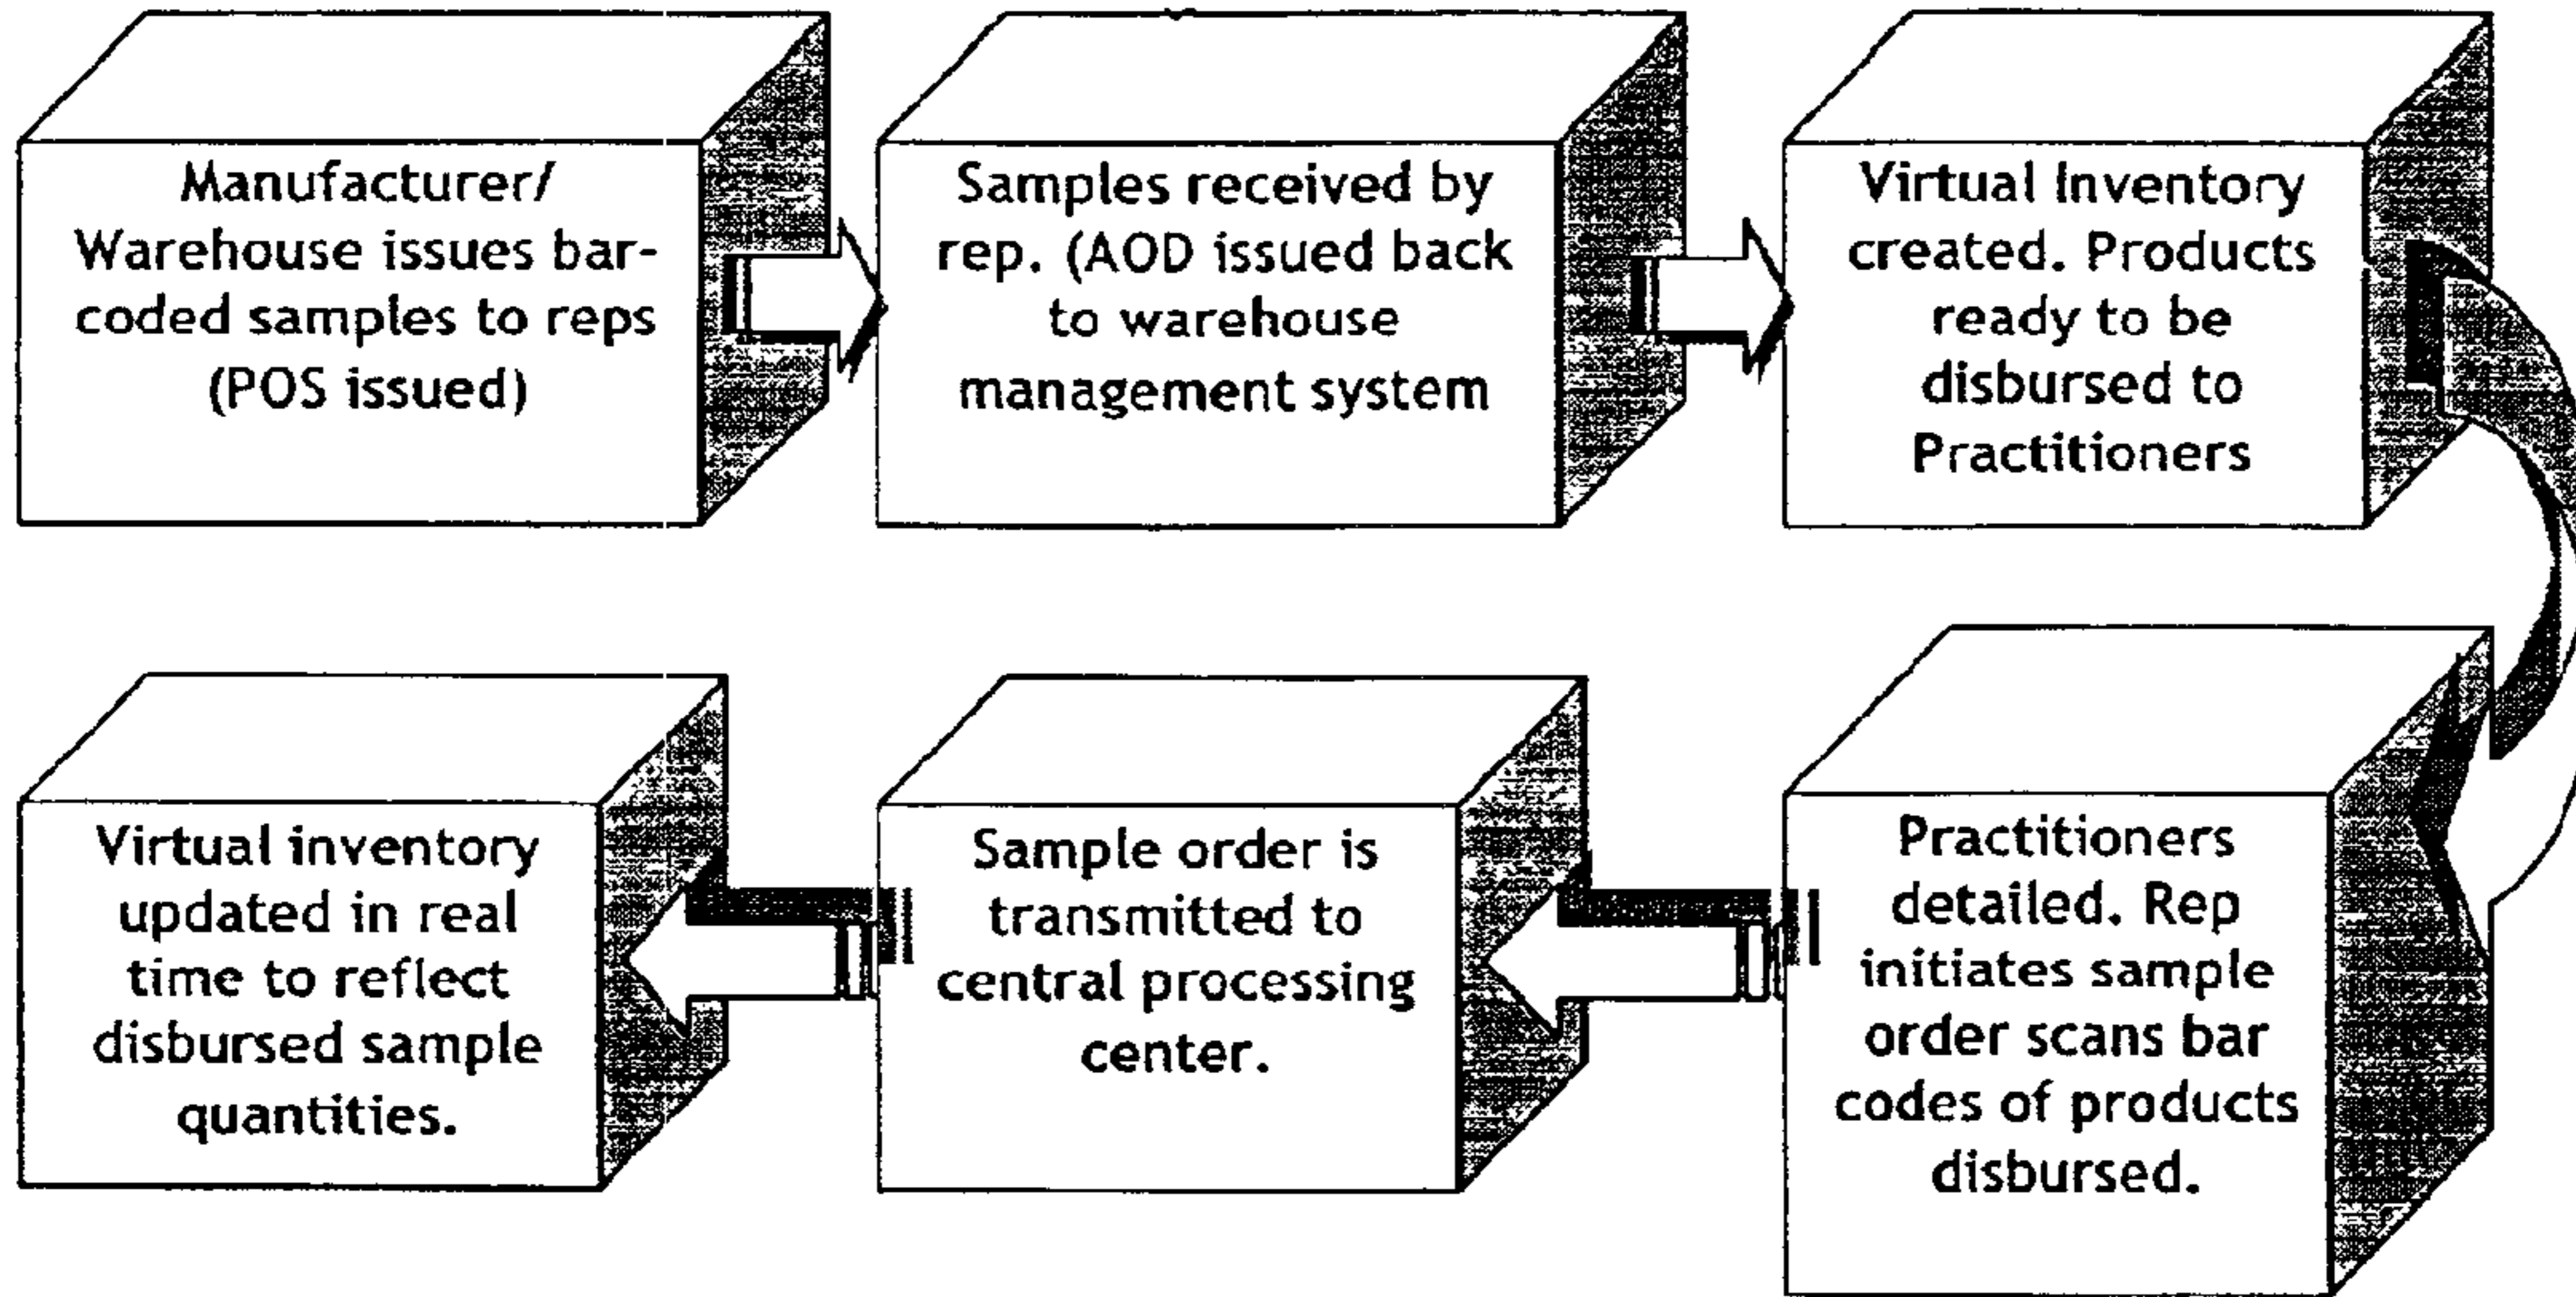 Manufacturer/
Warehouse issues bar-
coded samples to reps
(POS issued)
Samples received by
rep. (AOD issued back
to warehouse
management system
Virtual Inventory
created. Products
ready to be
disbursed to
Practitioners
Practitioners
detailed. Rep
initiates sample
order scans bar
codes of products
disbursed.
Sample order is
transmitted to
central processing
center.
Virtual inventory
updated in real
time to reflect
disbursed sample
quantities.